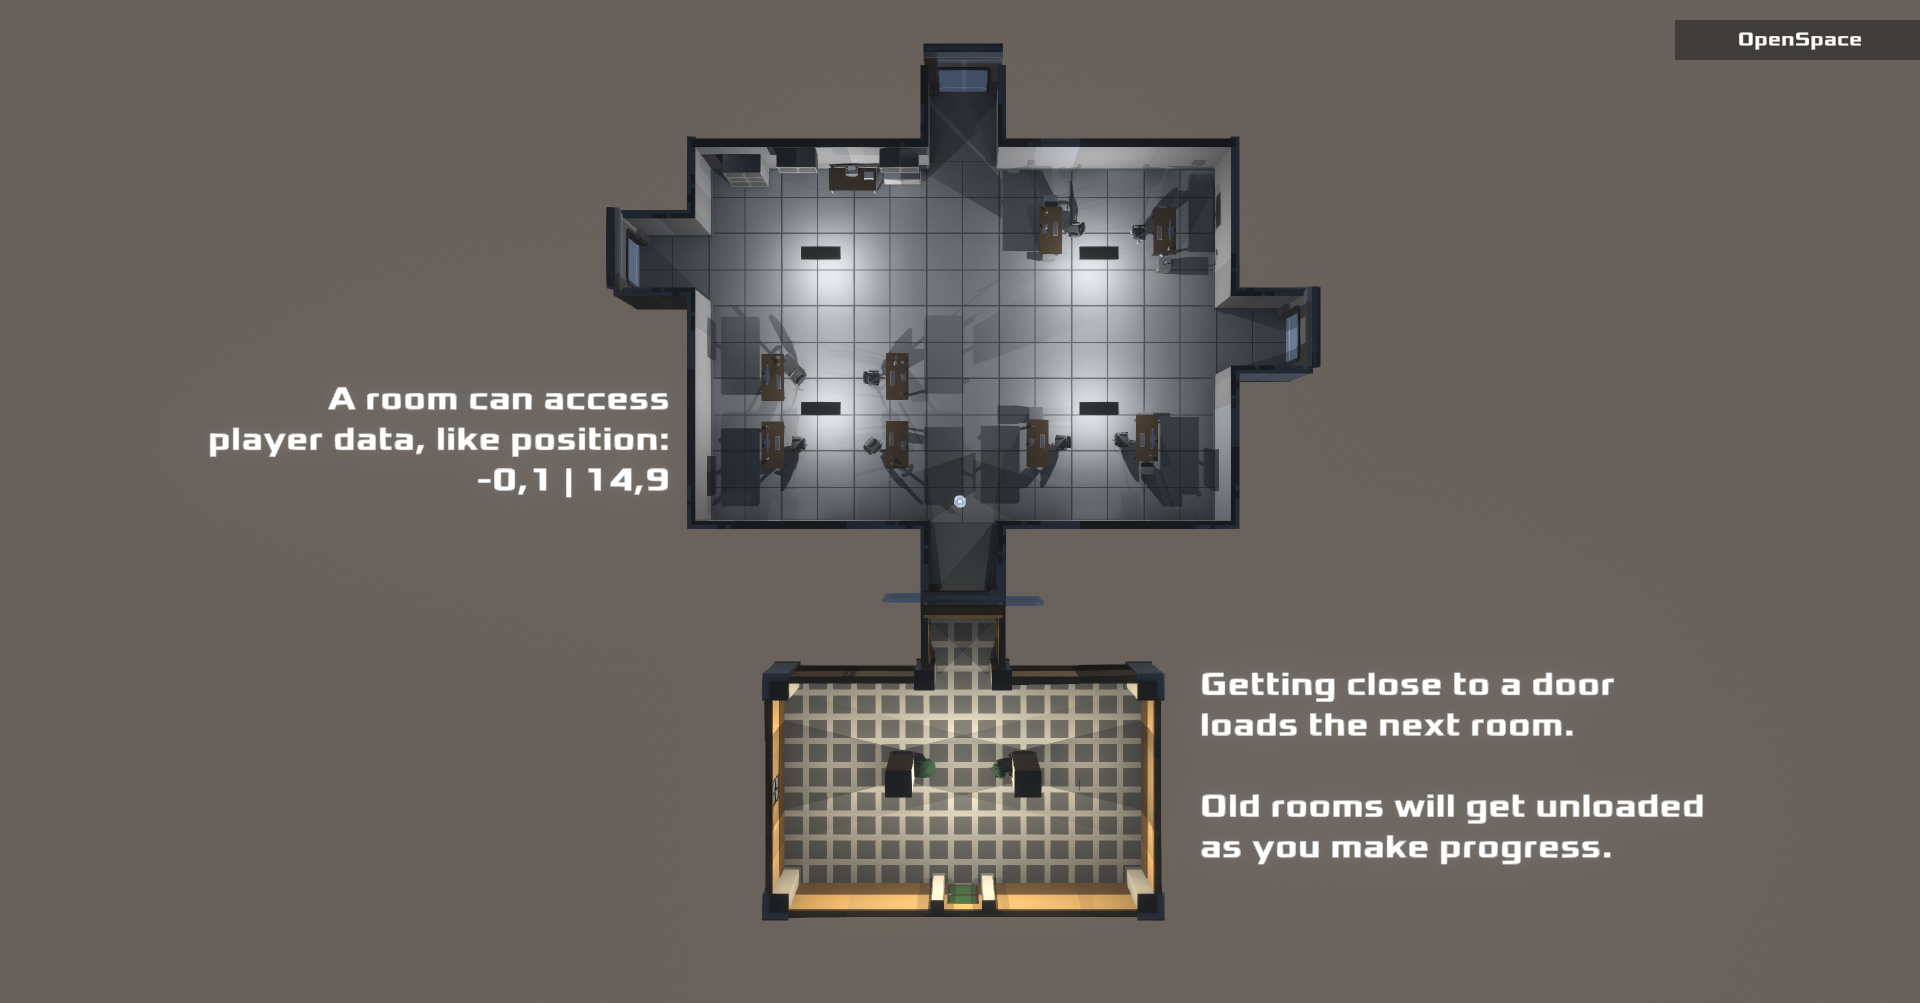 OpenSpace
A room can access
player data, like position:
-0,1 | 14,9
Getting close to a door
loads the next room.
Old rooms will get unloaded
as you make progress.